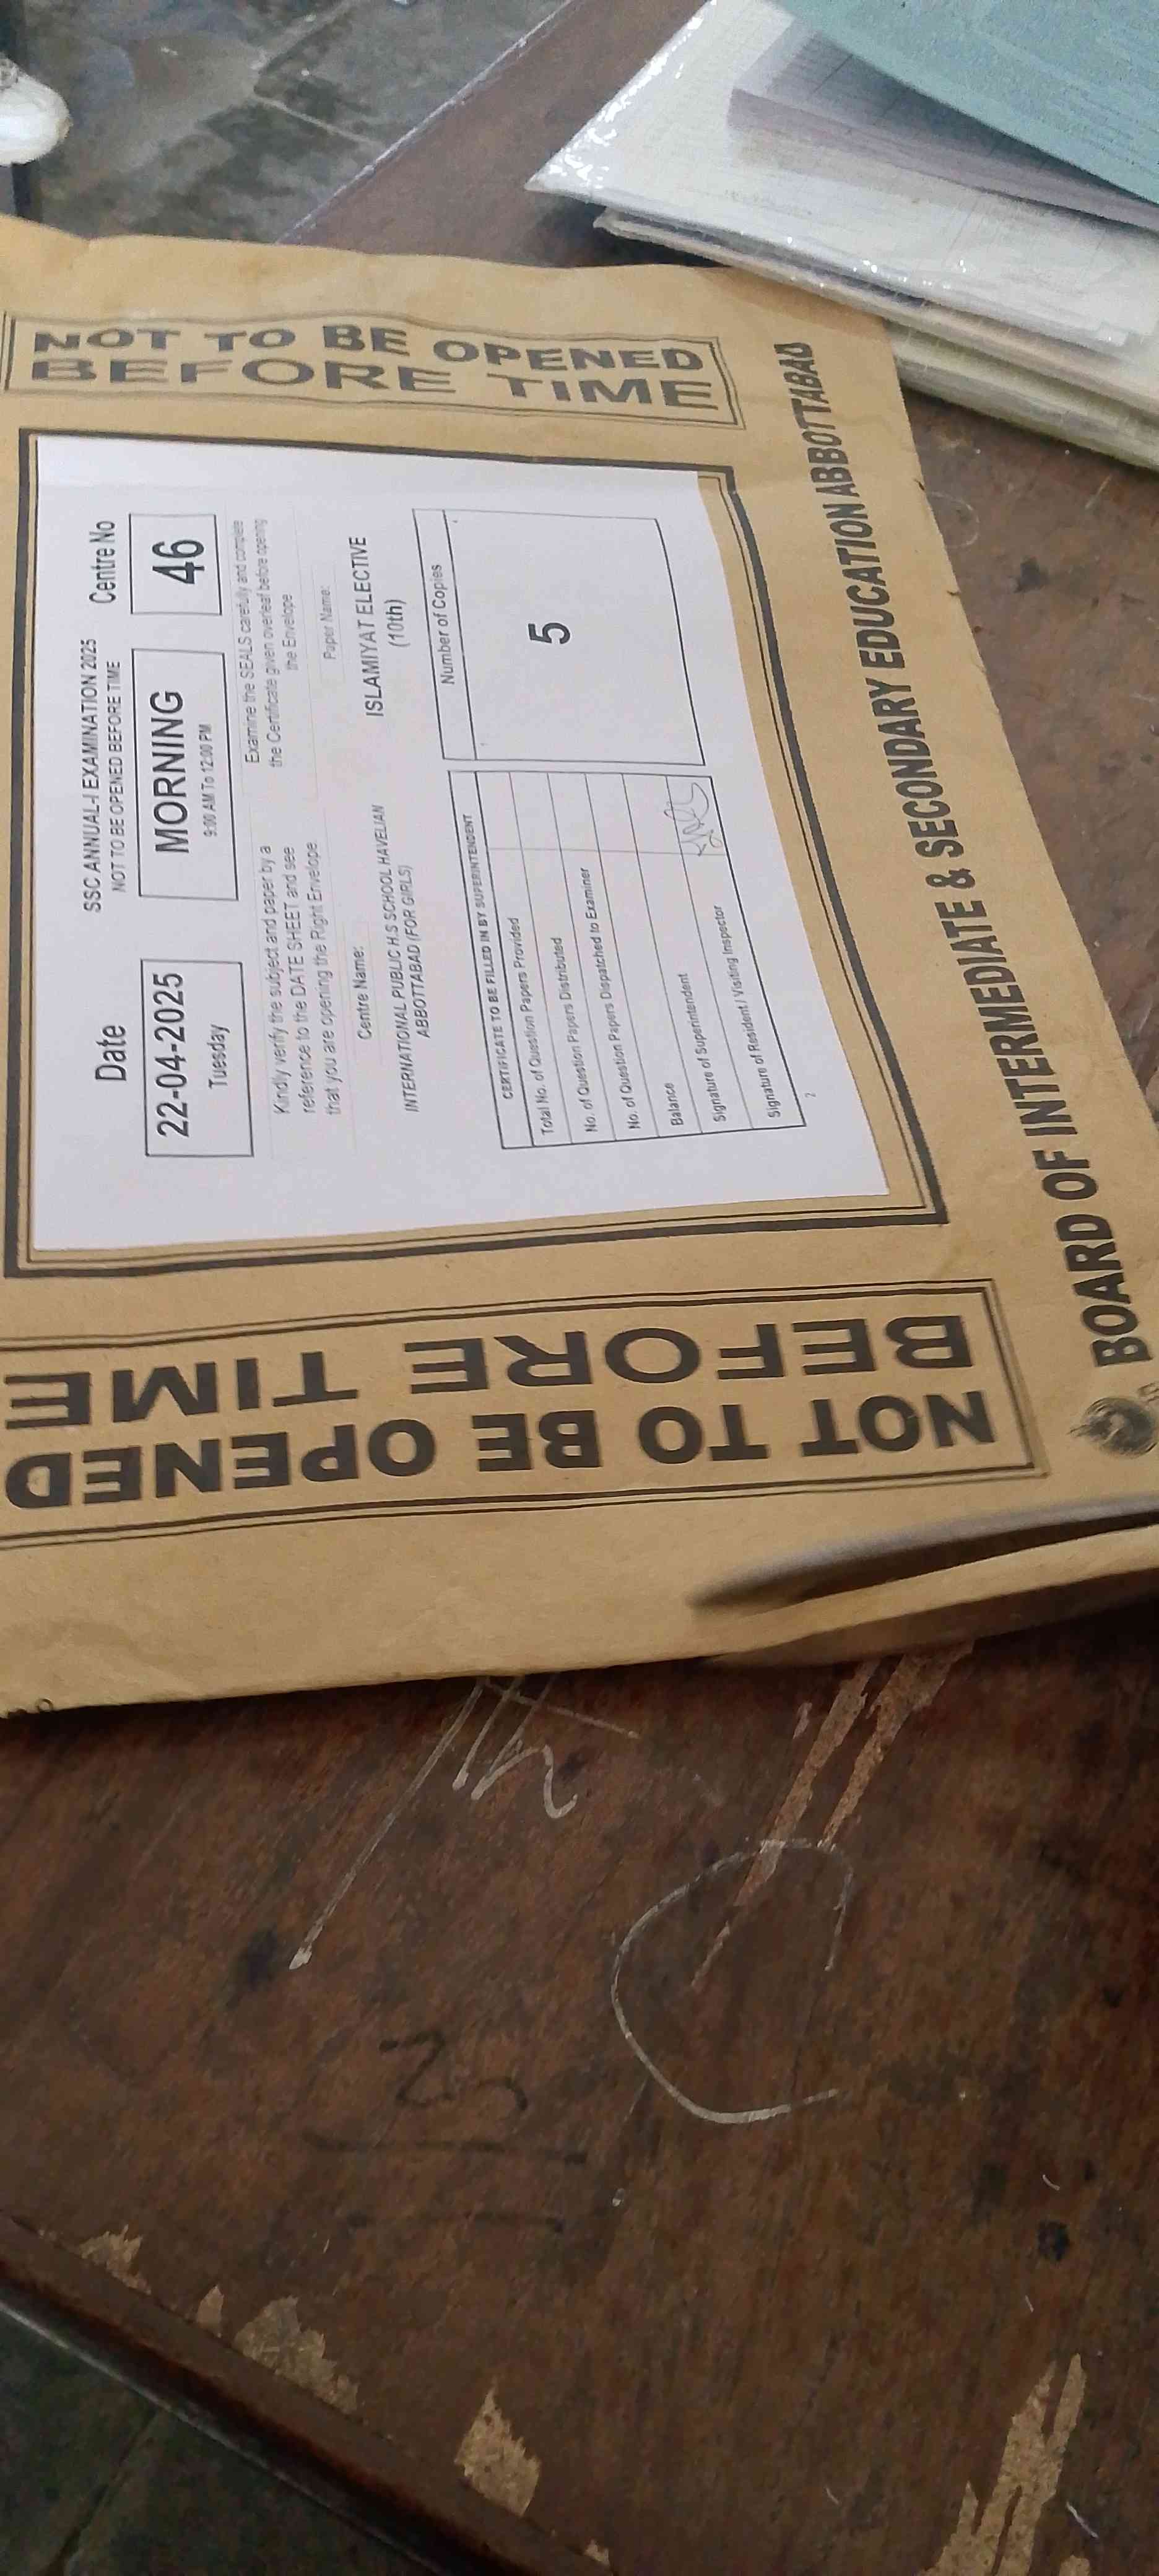 NOT TO BE OPENED
BEFORE TIME
SSC ANNUAL-I EXAMINATION 2025
NOT TO BE OPENED BEFORE TIME
Date
Centre No
22-04-2025
Tuesday
MORNING
9:00 AM To 12:00 PM
46
Kindly verify the subject and paper by a
reference to the DATE SHEET and see
that you are opening the Right Envelope
Examine the SEALS carefully and complete
the Certificate given overleaf before opening
the Envelope
Centre Name:
INTERNATIONAL PUBLIC H.S SCHOOL HAVELIAN
ABBOTTABAD (FOR GIRLS)
Paper Name:
ISLAMIYAT ELECTIVE
(10th)
CERTIFICATE TO BE FILLED IN BY SUPERINTENDENT
Total No. of Question Papers Provided
No. of Question Papers Distributed
No. of Question Papers Dispatched to Examiner
Balance
Signature of Superintendent
Signature of Resident / Visiting Inspector
Number of Copies
5
2
NOT TO BE OPENED
BEFORE TIME
BOARD OF INTERMEDIATE & SECONDARY EDUCATION ABBOTTABAD